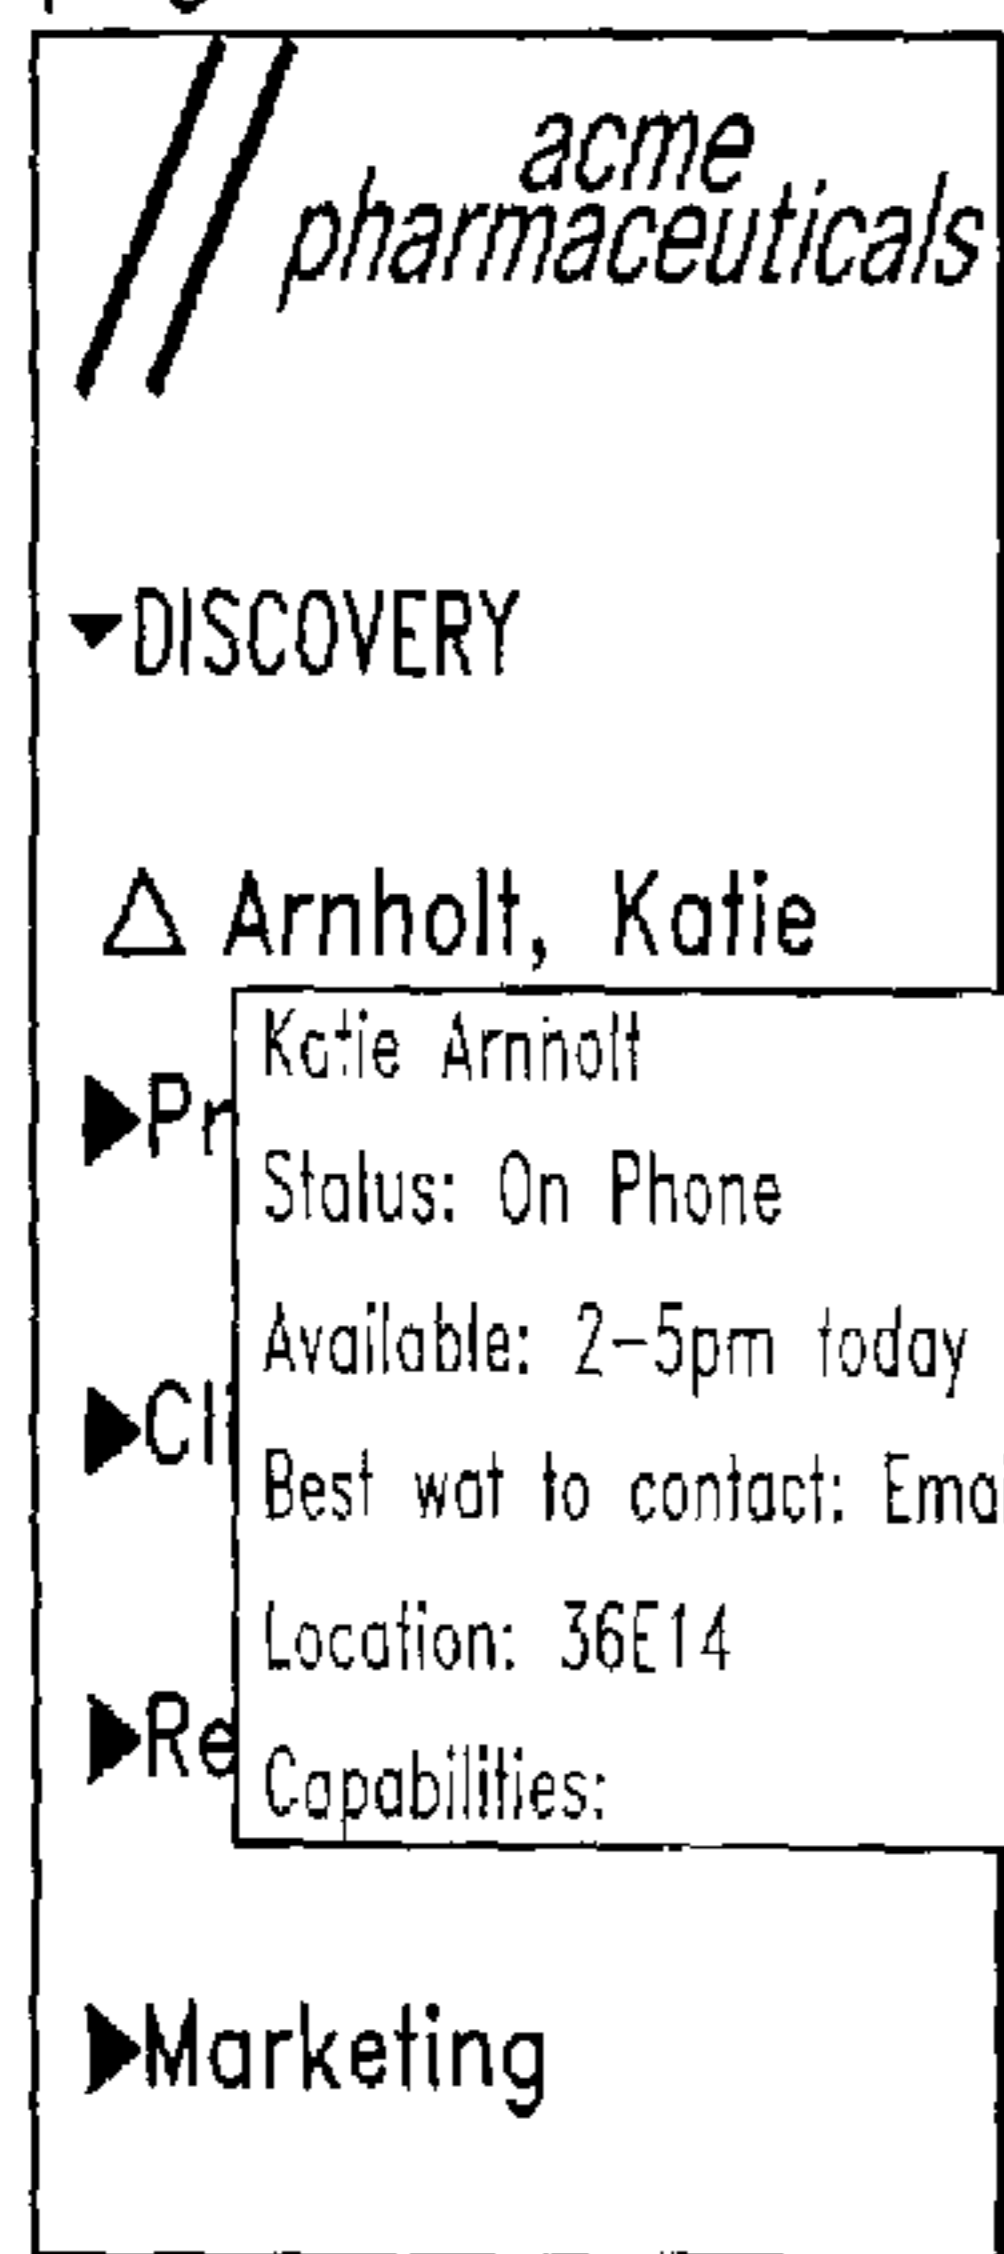 acme
pharmaceuticals
DISCOVERY
Arnholt, Katie
Katie Arnholt
Status: On Phone
Available: 2-5pm today
Best wat to contact:
Location: 36E14
Capabilities:
Marketing